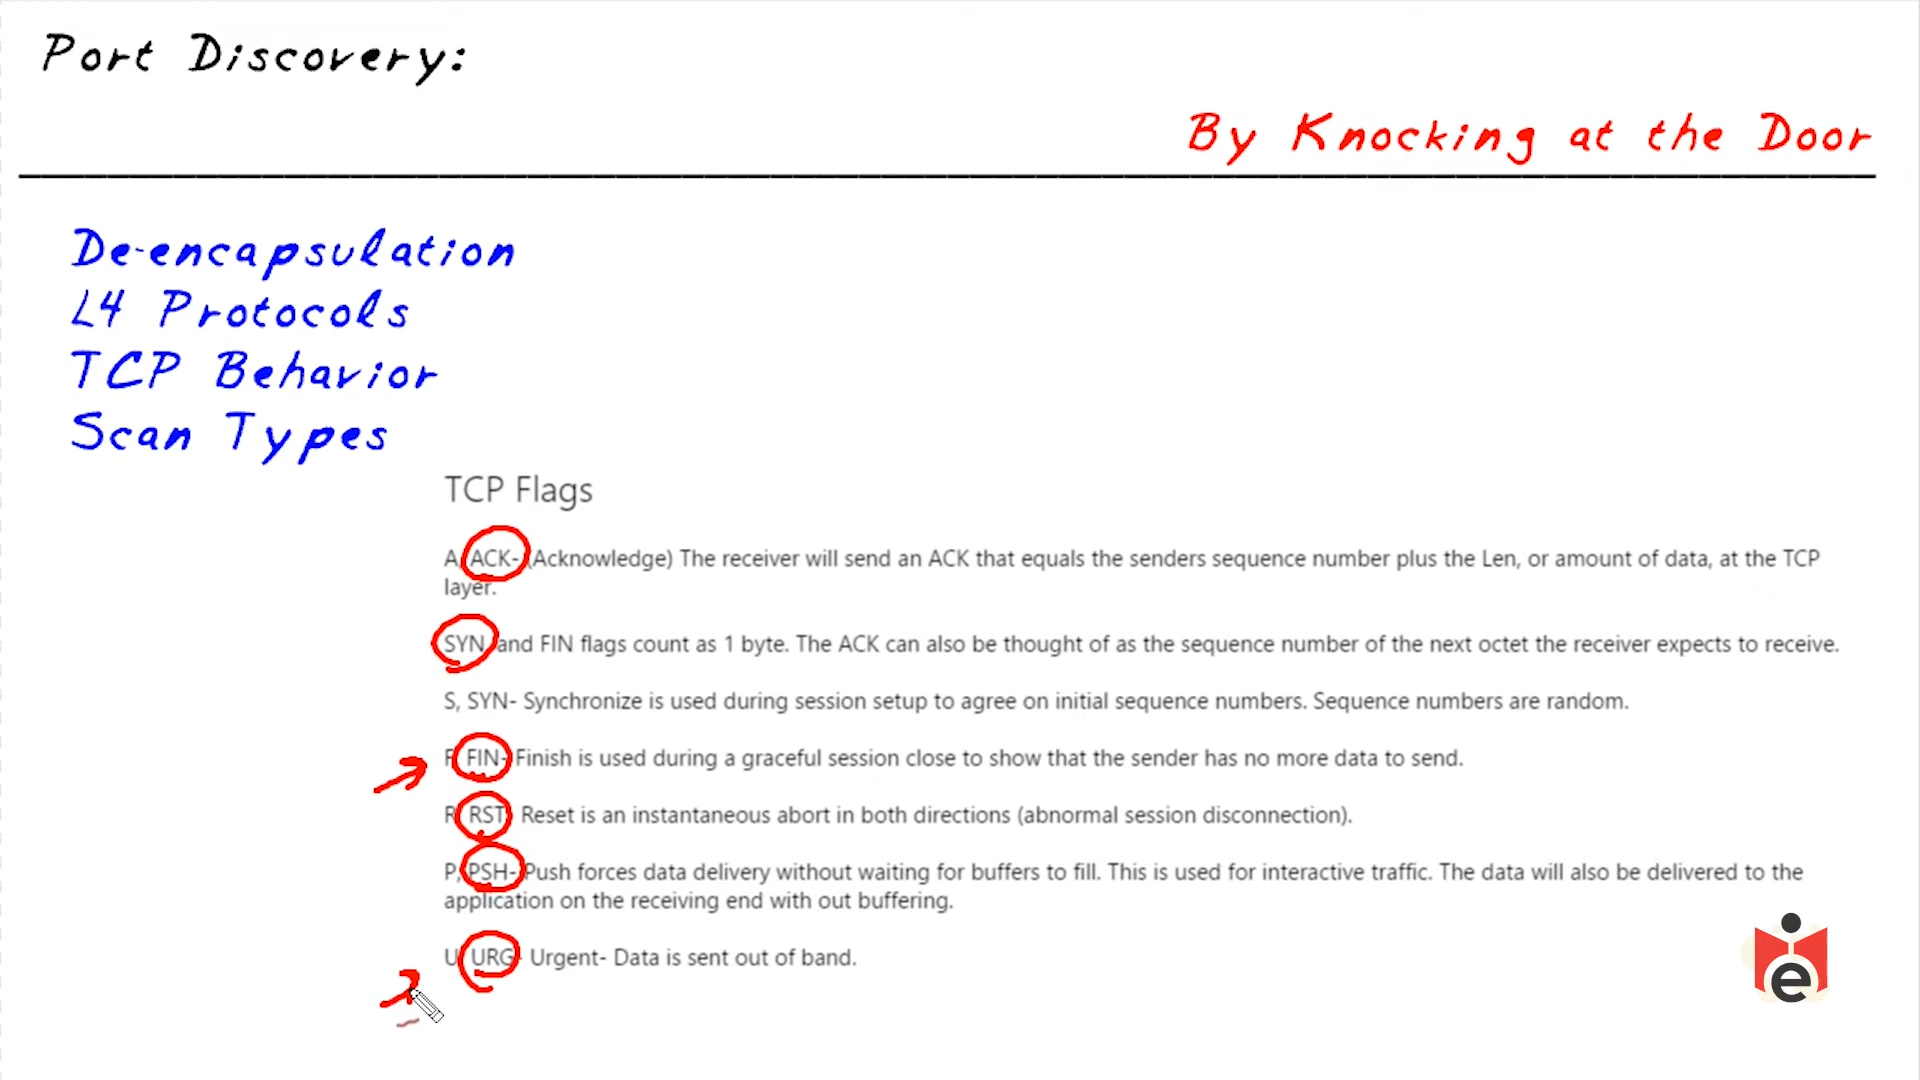 Port Discovery:
By Knocking at the Door
De-encapsulation
L4 Protocols
TCP Behavior
Scan Types
TCP Flags
A, ACK- (Acknowledge) The receiver will send an ACK that equals the senders sequence number plus the Len, or amount of data, at the TCP
layer.
SYN, and FIN flags count as 1 byte. The ACK can also be thought of as the sequence number of the next octet the receiver expects to receive.
S, SYN- Synchronize is used during session setup to agree on initial sequence numbers. Sequence numbers are random.
F, FIN- Finish is used during a graceful session close to show that the sender has no more data to send.
R, RST- Reset is an instantaneous abort in both directions (abnormal session disconnection).
P, PSH- Push forces data delivery without waiting for buffers to fill. This is used for interactive traffic. The data will also be delivered to the
application on the receiving end with out buffering.
U, URG- Urgent- Data is sent out of band.
e